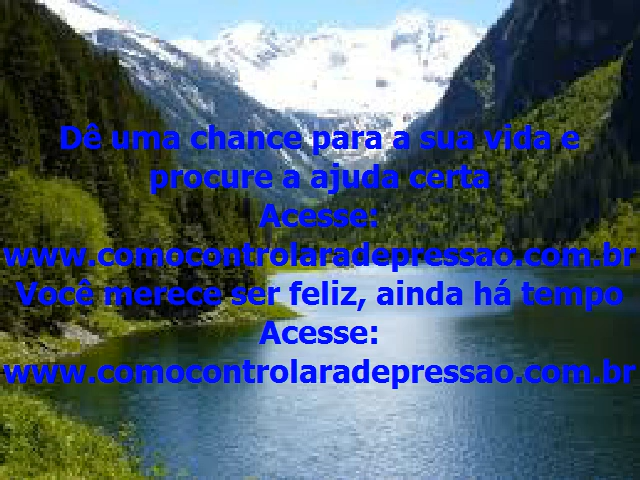 Dê uma chance para a sua vida e
procure a ajuda certa
Acesse:
www.comocontrolaradepressao.com.br
Você merece ser feliz, ainda há tempo
Acesse:
www.comocontrolaradepressao.com.br